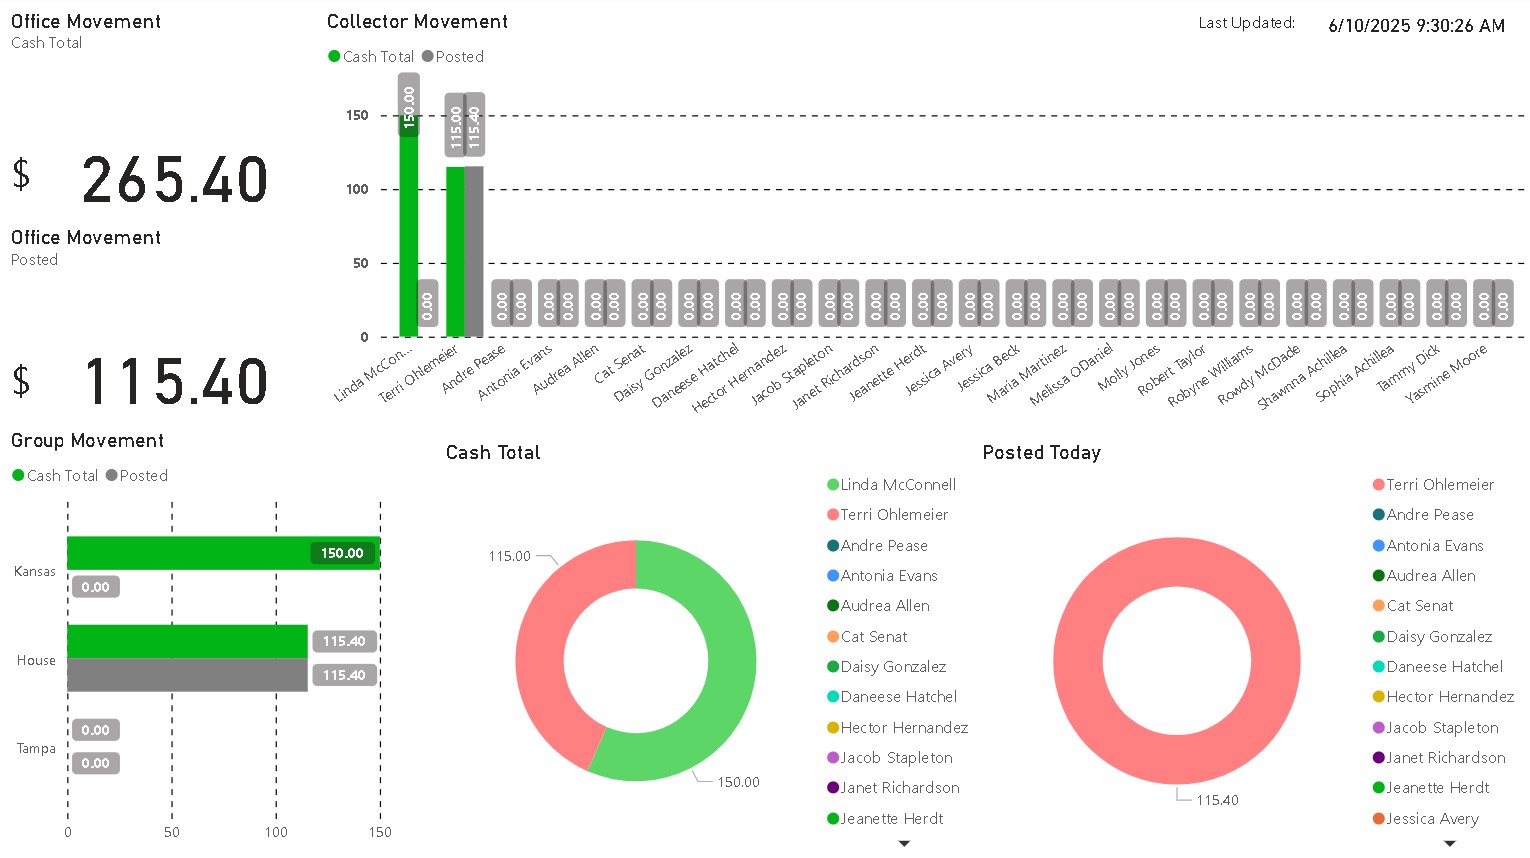 Office Movement
Cash Total
$ 265.40
Office Movement
Posted
$ 115.40
Collector Movement
Last Updated: 6/10/2025 9:30:26 AM
Cash Total Posted
150
100
50
0
150.00 0.00 115.00 115.40 0.00 0.00 0.00 0.00 0.00 0.00 0.00 0.00 0.00 0.00 0.00 0.00 0.00 0.00 0.00 0.00 0.00 0.00 0.00 0.00 0.00 0.00 0.00 0.00 0.00 0.00 0.00 0.00 0.00 0.00 0.00 0.00 0.00 0.00 0.00 0.00 0.00 0.00 0.00 0.00 0.00 0.00 0.00 0.00
Linda McCon...
Terri Ohlemeier
Andre Pease
Antonia Evans
Audrea Allen
Cat Senat
Daisy Gonzalez
Daneese Hatchel
Hector Hernandez
Jacob Stapleton
Janet Richardson
Jeanette Herdt
Jessica Avery
Jessica Beck
Maria Martinez
Melissa ODaniel
Molly Jones
Robert Taylor
Robyne Williams
Rowdy McDade
Shawnna Achillea
Sophia Achillea
Tammy Dick
Yasmine Moore
Group Movement
Cash Total Posted
Kansas
150.00
0.00
House
115.40
115.40
Tampa
0.00
0.00
0 50 100 150
Cash Total
115.00
150.00
Linda McConnell
Terri Ohlemeier
Andre Pease
Antonia Evans
Audrea Allen
Cat Senat
Daisy Gonzalez
Daneese Hatchel
Hector Hernandez
Jacob Stapleton
Janet Richardson
Jeanette Herdt
Posted Today
115.40
Terri Ohlemeier
Andre Pease
Antonia Evans
Audrea Allen
Cat Senat
Daisy Gonzalez
Daneese Hatchel
Hector Hernandez
Jacob Stapleton
Janet Richardson
Jeanette Herdt
Jessica Avery